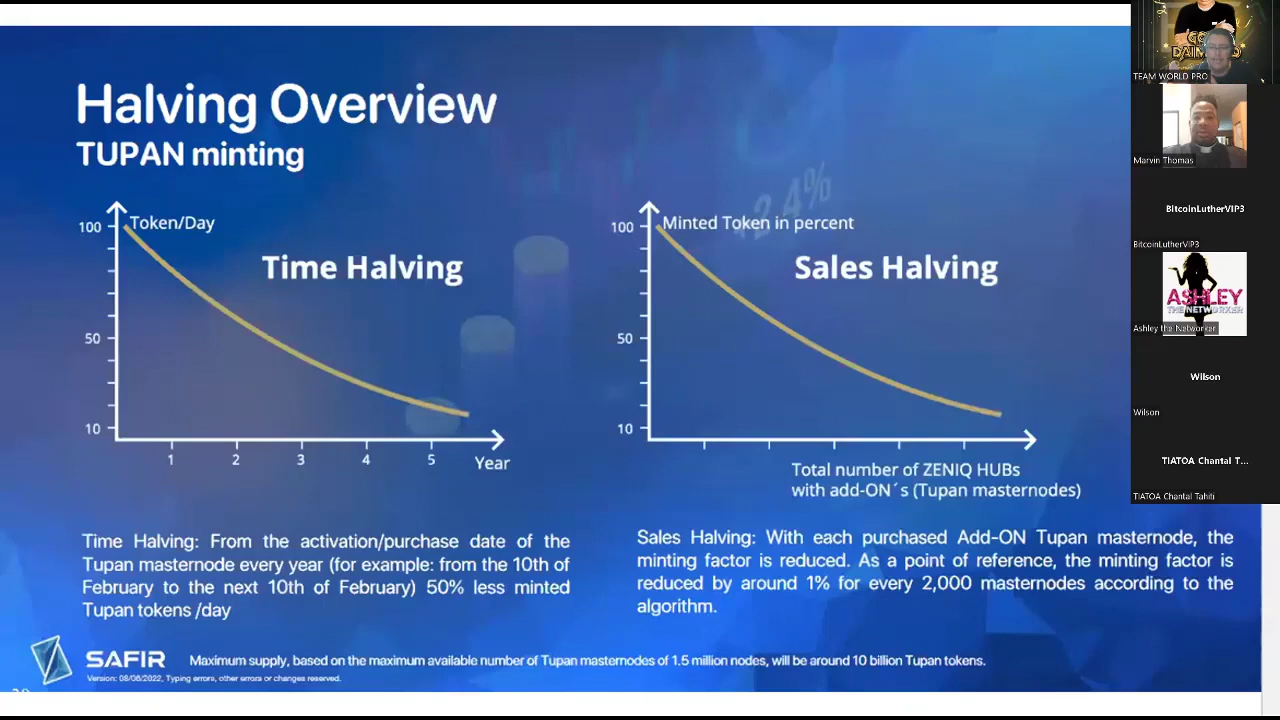 Halving Overview
TUPAN minting
100
Token/Day
Time Halving
50
10
1 2 3 4 5
Year
100
Minted Token in percent
Sales Halving
50
10
Total number of ZENIQ HUBs
with add-ON´s (Tupan masternodes)
2.4%
Time Halving: From the activation/purchase date of the
Tupan masternode every year (for example: from the 10th of
February to the next 10th of February) 50% less minted
Tupan tokens /day
Sales Halving: With each purchased Add-ON Tupan masternode, the
minting factor is reduced. As a point of reference, the minting factor is
reduced by around 1% for every 2,000 masternodes according to the
algorithm.
SAFIR
Maximum supply, based on the maximum available number of Tupan masternodes of 1.5 million nodes, will be around 10 billion Tupan tokens.
Version: 08/06/2022, Typing errors, other errors or changes reserved.
TEAM WORLD PRO
Marvin Thomas
BitcoinLutherVIP3
BitcoinLutherVIP3
ASHLEY
THE NETWORKER
Ashley the Networker
Wilson
Wilson
TIATOA Chantal T...
TIATOA Chantal Tahiti